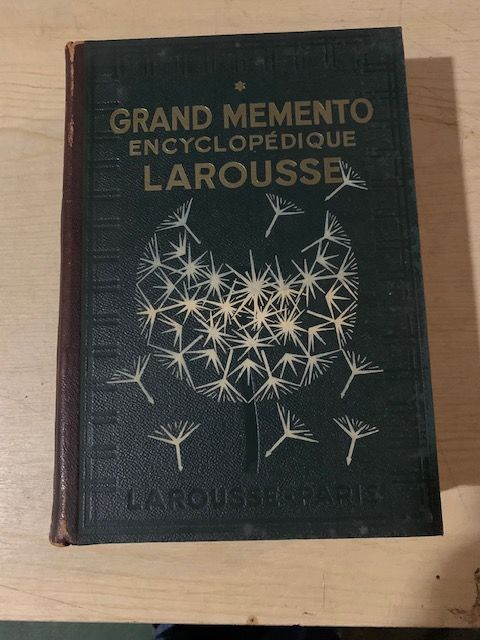 *
GRAND MEMENTO
ENCYCLOPÉDIQUE
LAROUSSE
LAROUSSE·PARIS